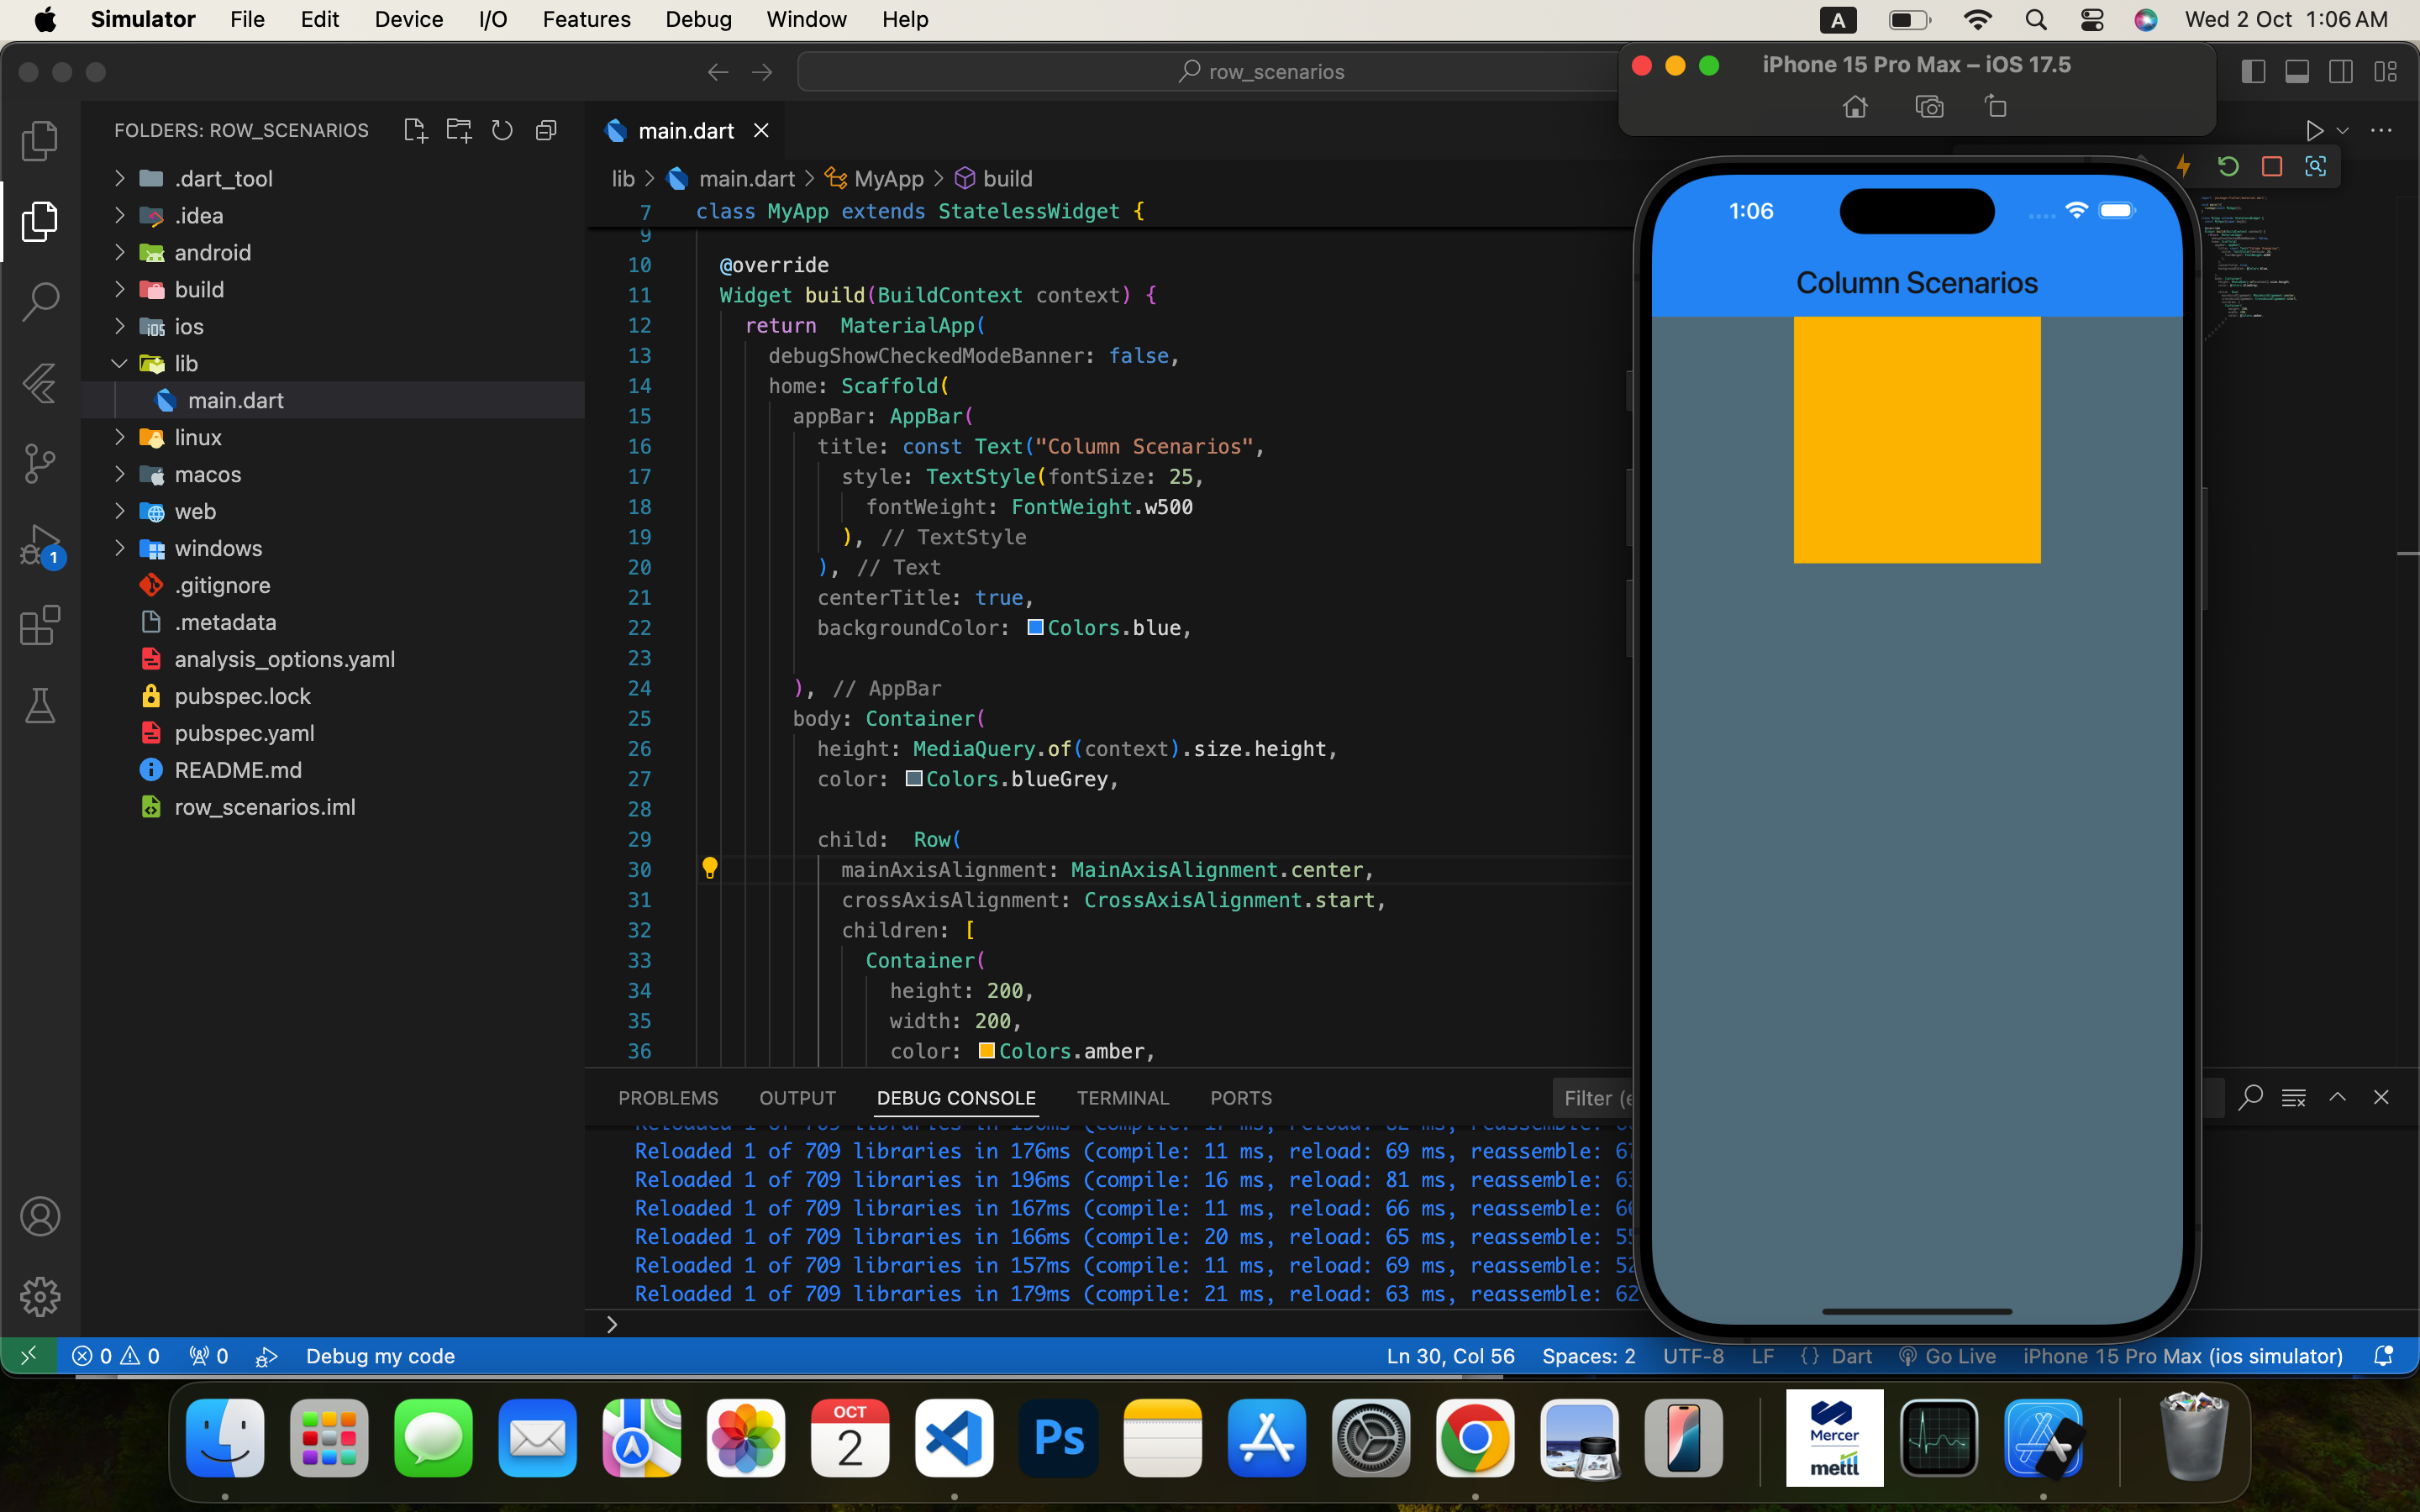 Simulator File Edit Device I/O Features Debug Window Help
A Wed 2 Oct 1:06 AM
row_scenarios
iPhone 15 Pro Max – iOS 17.5
FOLDERS: ROW_SCENARIOS
.dart_tool
.idea
android
build
ios
lib
main.dart
linux
macos
web
windows
.gitignore
.metadata
analysis_options.yaml
pubspec.lock
pubspec.yaml
README.md
row_scenarios.iml
1
main.dart
lib > main.dart > MyApp > build
7 class MyApp extends StatelessWidget {
9
10 @override
11 Widget build(BuildContext context) {
12 return MaterialApp(
13 debugShowCheckedModeBanner: false,
14 home: Scaffold(
15 appBar: AppBar(
16 title: const Text("Column Scenarios",
17 style: TextStyle(fontSize: 25,
18 fontWeight: FontWeight.w500
19 ), // TextStyle
20 ), // Text
21 centerTitle: true,
22 backgroundColor: Colors.blue,
23
24 ), // AppBar
25 body: Container(
26 height: MediaQuery.of(context).size.height,
27 color: Colors.blueGrey,
28
29 child: Row(
30 mainAxisAlignment: MainAxisAlignment.center,
31 crossAxisAlignment: CrossAxisAlignment.start,
32 children: [
33 Container(
34 height: 200,
35 width: 200,
36 color: Colors.amber,
1:06
Column Scenarios
PROBLEMS OUTPUT DEBUG CONSOLE TERMINAL PORTS Filter (e
Reloaded 1 of 709 libraries in 176ms (compile: 11 ms, reload: 69 ms, reassemble: 67
Reloaded 1 of 709 libraries in 196ms (compile: 16 ms, reload: 81 ms, reassemble: 63
Reloaded 1 of 709 libraries in 167ms (compile: 11 ms, reload: 66 ms, reassemble: 66
Reloaded 1 of 709 libraries in 166ms (compile: 20 ms, reload: 65 ms, reassemble: 55
Reloaded 1 of 709 libraries in 157ms (compile: 11 ms, reload: 69 ms, reassemble: 52
Reloaded 1 of 709 libraries in 179ms (compile: 21 ms, reload: 63 ms, reassemble: 62
0 0 0 Debug my code Ln 30, Col 56 Spaces: 2 UTF-8 LF {} Dart Go Live iPhone 15 Pro Max (ios simulator)
OCT
2
Ps
Mercer
mettl